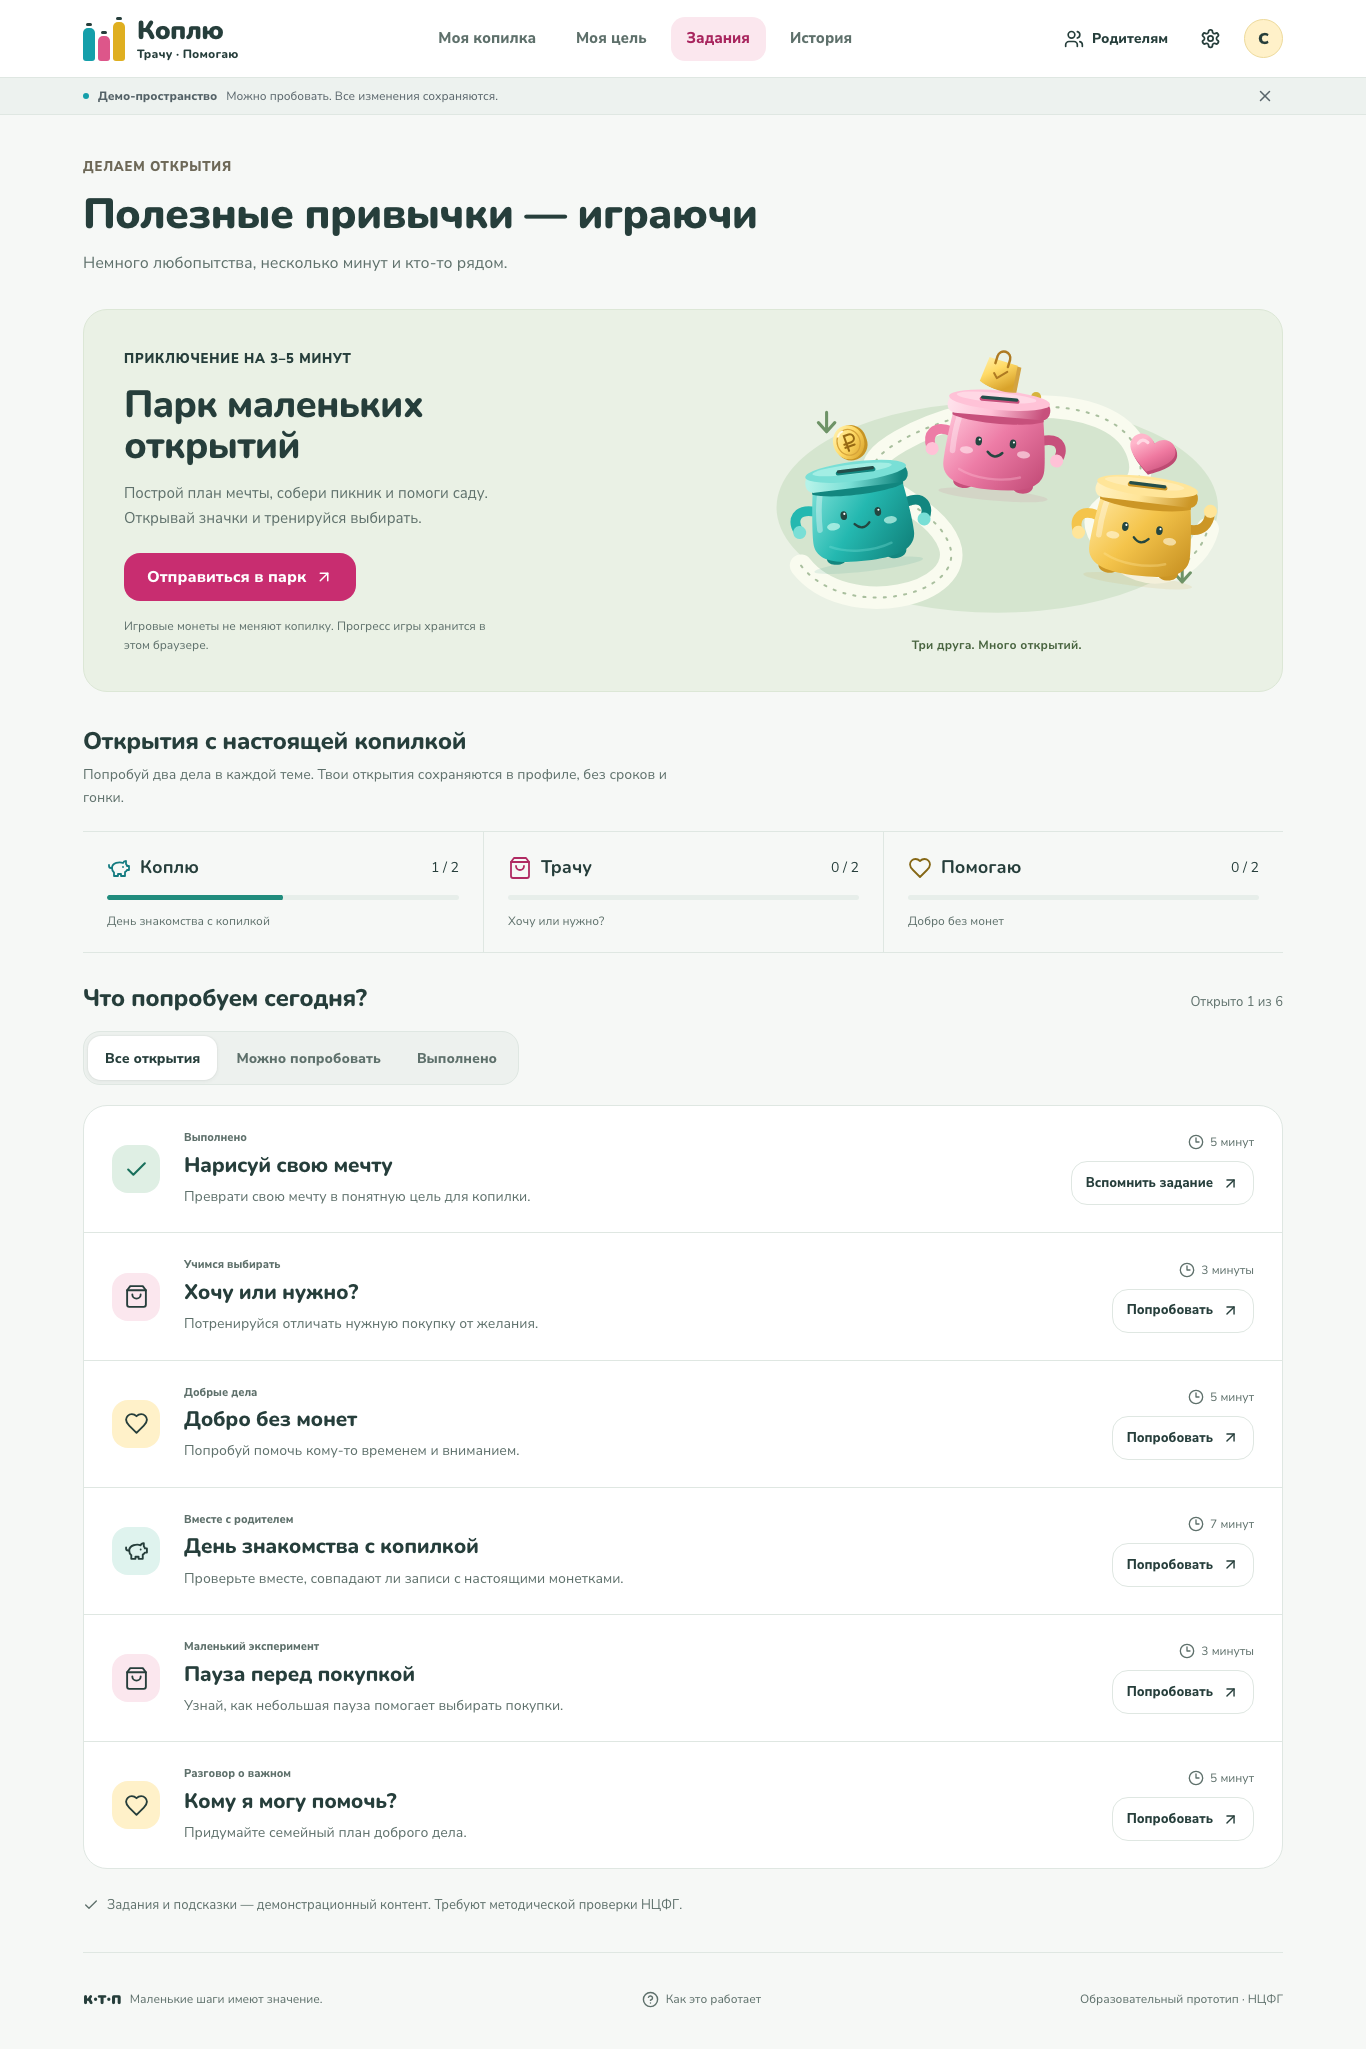 Коплю
Трачу · Помогаю
Моя копилка
Моя цель
Задания
История
Родителям
С
Демо-пространство Можно пробовать. Все изменения сохраняются.
ДЕЛАЕМ ОТКРЫТИЯ
Полезные привычки — играючи
Немного любопытства, несколько минут и кто-то рядом.
ПРИКЛЮЧЕНИЕ НА 3–5 МИНУТ
Парк маленьких
открытий
Построй план мечты, собери пикник и помоги саду.
Открывай значки и тренируйся выбирать.
Отправиться в парк
Игровые монеты не меняют копилку. Прогресс игры хранится в
этом браузере.
₽
Три друга. Много открытий.
Открытия с настоящей копилкой
Попробуй два дела в каждой теме. Твои открытия сохраняются в профиле, без сроков и
гонки.
Коплю 1 / 2
День знакомства с копилкой
Трачу 0 / 2
Хочу или нужно?
Помогаю 0 / 2
Добро без монет
Что попробуем сегодня?
Открыто 1 из 6
Все открытия
Можно попробовать
Выполнено
Выполнено
Нарисуй свою мечту
Преврати свою мечту в понятную цель для копилки.
5 минут
Вспомнить задание
Учимся выбирать
Хочу или нужно?
Потренируйся отличать нужную покупку от желания.
3 минуты
Попробовать
Добрые дела
Добро без монет
Попробуй помочь кому-то временем и вниманием.
5 минут
Попробовать
Вместе с родителем
День знакомства с копилкой
Проверьте вместе, совпадают ли записи с настоящими монетками.
7 минут
Попробовать
Маленький эксперимент
Пауза перед покупкой
Узнай, как небольшая пауза помогает выбирать покупки.
3 минуты
Попробовать
Разговор о важном
Кому я могу помочь?
Придумайте семейный план доброго дела.
5 минут
Попробовать
Задания и подсказки — демонстрационный контент. Требуют методической проверки НЦФГ.
К·Т·П Маленькие шаги имеют значение.
Как это работает
Образовательный прототип · НЦФГ